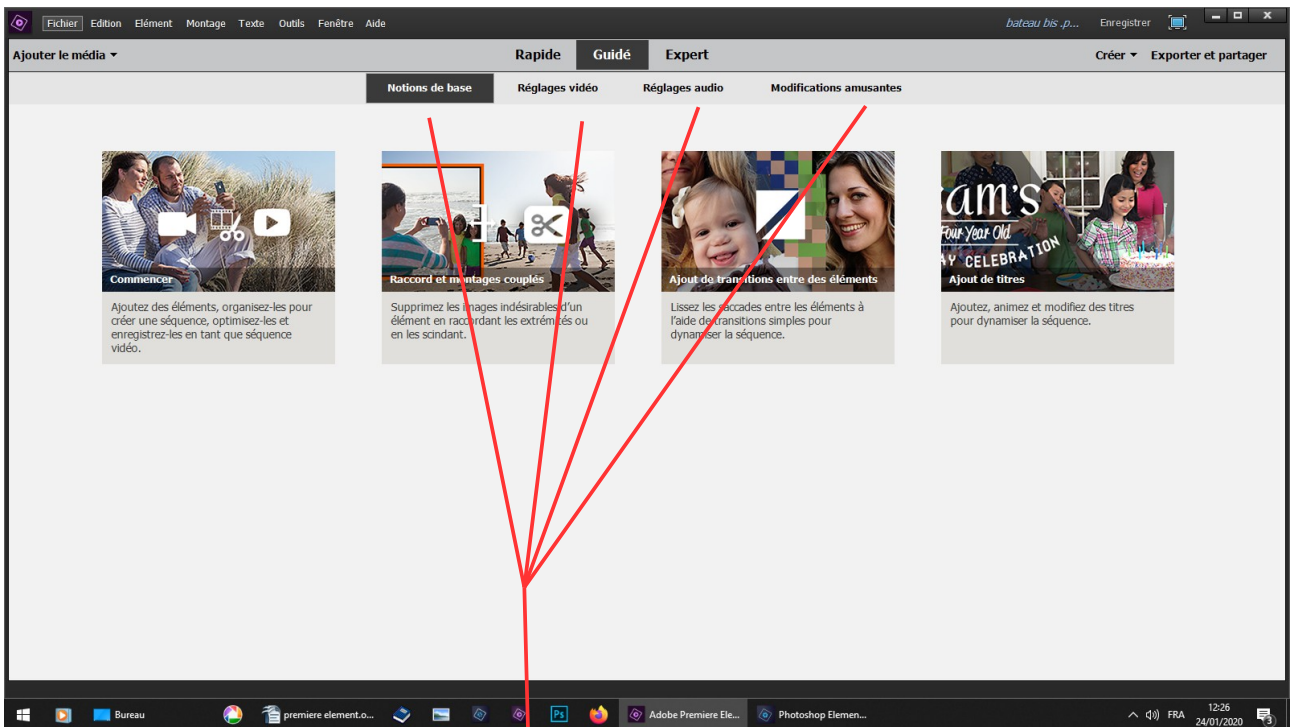 Fichier Edition Elément Montage Texte Outils Fenêtre Aide
bateau bis .p... Enregistrer
Ajouter le média
Rapide Guidé Expert
Créer Exporter et partager
Notions de base Réglages vidéo Réglages audio Modifications amusantes
Commencer
Ajoutez des éléments, organisez-les pour
créer une séquence, optimisez-les et
enregistrez-les en tant que séquence
vidéo.
Raccord et montages couplés
Supprimez les images indésirables d'un
élément en raccordant les extrémités ou
en les scindant.
Ajout de transitions entre des éléments
Lissez les saccades entre les éléments à
l'aide de transitions simples pour
dynamiser la séquence.
am's
Four Year Old
AY CELEBRATION
Ajout de titres
Ajoutez, animez et modifiez des titres
pour dynamiser la séquence.
Bureau
premiere element.o...
Ps
Adobe Premiere Ele...
Photoshop Elemen...
FRA
12:26
24/01/2020
3